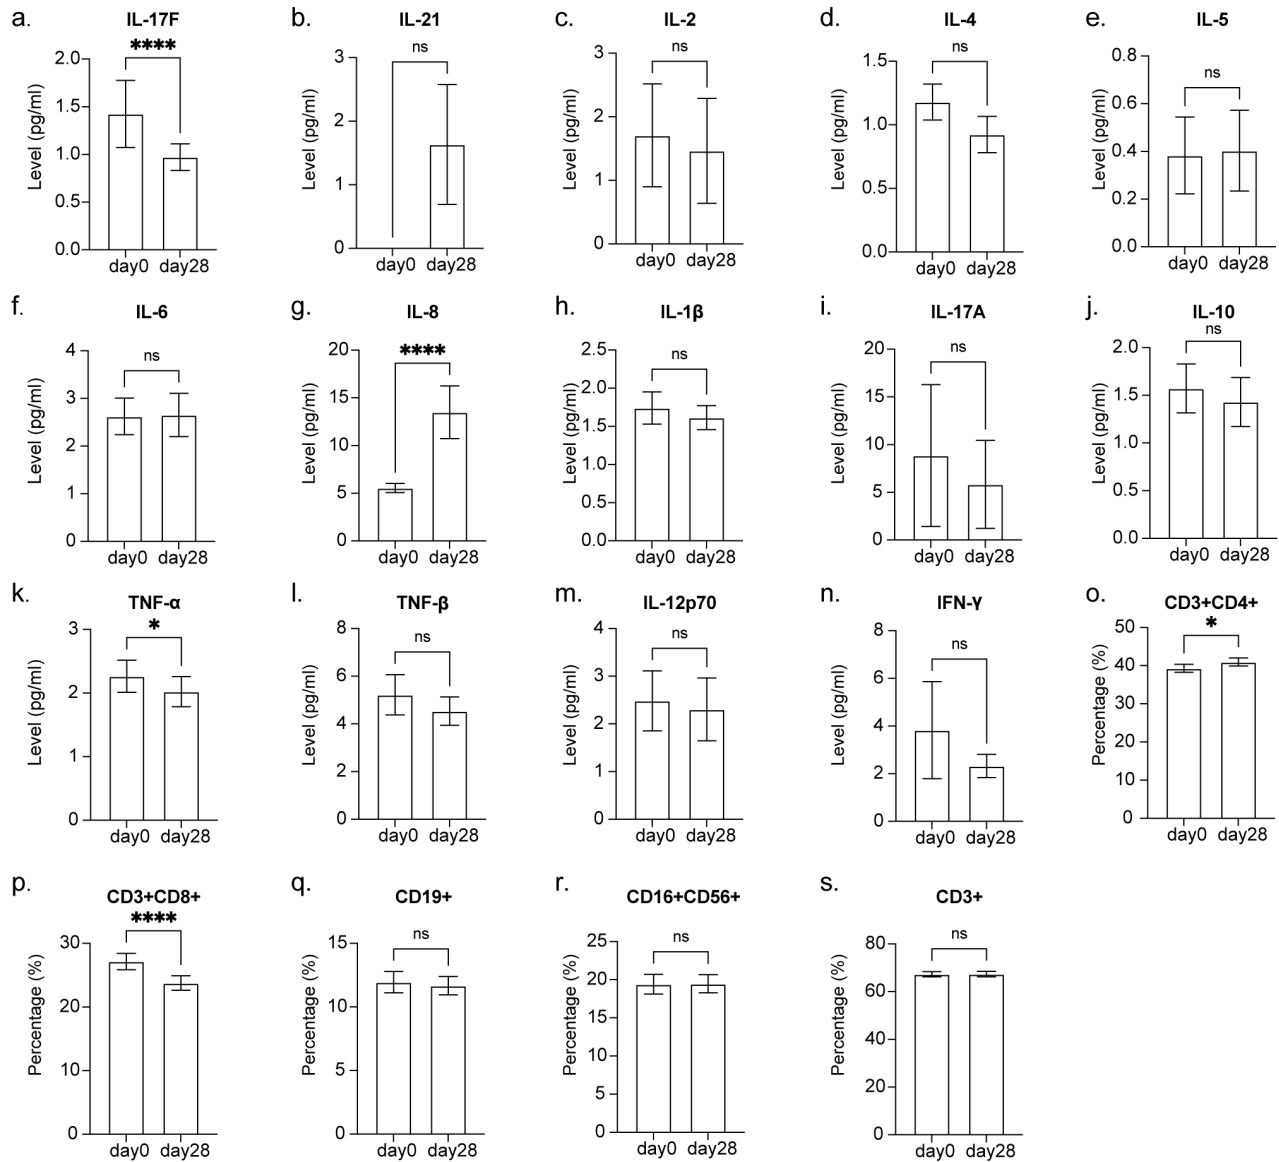 a. IL-17F
****
Level (pg/ml)
2.0
1.5
1.0
0.5
0.0
day0 day28
b. IL-21
ns
Level (pg/ml)
3
2
1
0
day0 day28
c. IL-2
ns
Level (pg/ml)
3
2
1
0
day0 day28
d. IL-4
ns
Level (pg/ml)
1.5
1.0
0.5
0.0
day0 day28
e. IL-5
ns
Level (pg/ml)
0.8
0.6
0.4
0.2
0.0
day0 day28
f. IL-6
ns
Level (pg/ml)
4
3
2
1
0
day0 day28
g. IL-8
****
Level (pg/ml)
20
15
10
5
0
day0 day28
h. IL-1β
ns
Level (pg/ml)
2.5
2.0
1.5
1.0
0.5
0.0
day0 day28
i. IL-17A
ns
Level (pg/ml)
20
15
10
5
0
day0 day28
j. IL-10
ns
Level (pg/ml)
2.0
1.5
1.0
0.5
0.0
day0 day28
k. TNF-α
*
Level (pg/ml)
3
2
1
0
day0 day28
l. TNF-β
ns
Level (pg/ml)
8
6
4
2
0
day0 day28
m. IL-12p70
ns
Level (pg/ml)
4
3
2
1
0
day0 day28
n. IFN-γ
ns
Level (pg/ml)
8
6
4
2
0
day0 day28
o. CD3+CD4+
*
Percentage (%)
50
40
30
20
10
0
day0 day28
p. CD3+CD8+
****
Percentage (%)
30
20
10
0
day0 day28
q. CD19+
ns
Percentage (%)
15
10
5
0
day0 day28
r. CD16+CD56+
ns
Percentage (%)
25
20
15
10
5
0
day0 day28
s. CD3+
ns
Percentage (%)
80
60
40
20
0
day0 day28